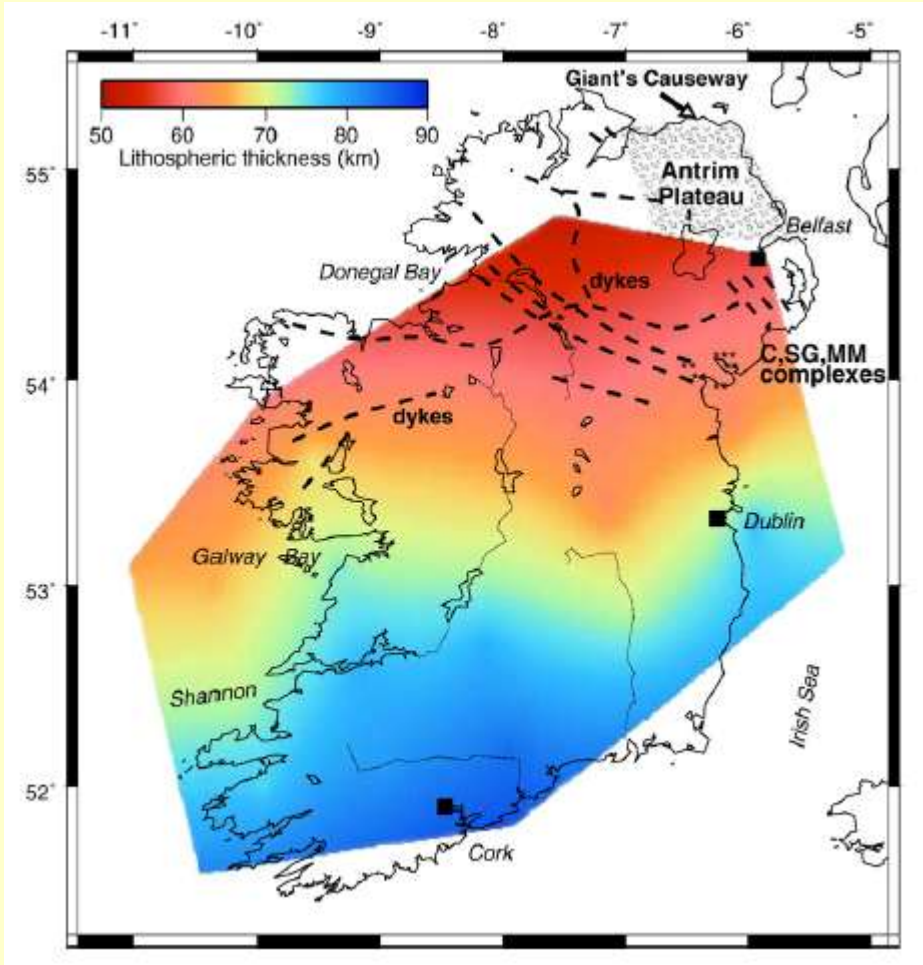 -11° -10° -9° -8° -7° -6° -5°
Giant's Causeway
50 60 70 80 90
Lithospheric thickness (km)
55°
Antrim
Plateau
Belfast
Donegal Bay
dykes
C,SG,MM
complexes
54°
dykes
Dublin
Galway Bay
53°
Shannon
Irish Sea
52°
Cork